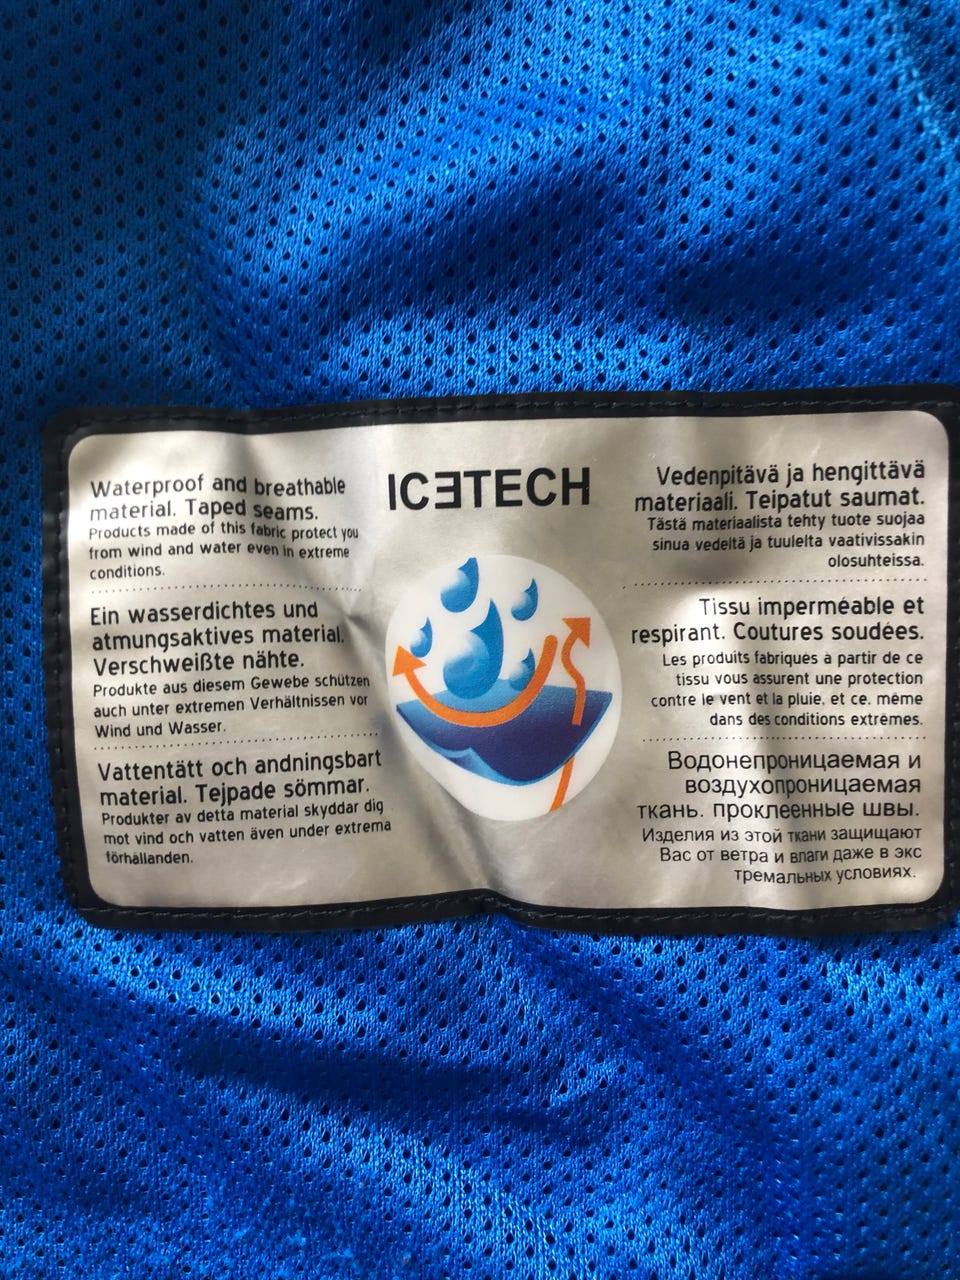 Waterproof and breathable
material. Taped seams.
Products made of this fabric protect you
from wind and water even in extreme
conditions.
Ein wasserdichtes und
atmungsaktives material.
Verschweißte nähte.
Produkte aus diesem Gewebe schützen
auch unter extremen Verhältnissen vor
Wind und Wasser.
Vattentätt och andningsbart
material. Tejpade sömmar.
Produkter av detta material skyddar dig
mot vind och vatten även under extrema
förhållanden.
ICƎTECH
Vedenpitävä ja hengittävä
materiaali. Teipatut saumat.
Tästä materiaalista tehty tuote suojaa
sinua vedeltä ja tuulelta vaativissakin
olosuhteissa.
Tissu imperméable et
respirant. Coutures soudées.
Les produits fabriqués à partir de ce
tissu vous assurent une protection
contre le vent et la pluie, et ce, même
dans des conditions extrêmes.
Водонепроницаемая и
воздухопроницаемая
ткань. проклеенные швы.
Изделия из этой ткани защищают
Вас от ветра и влаги даже в экс
тремальных условиях.